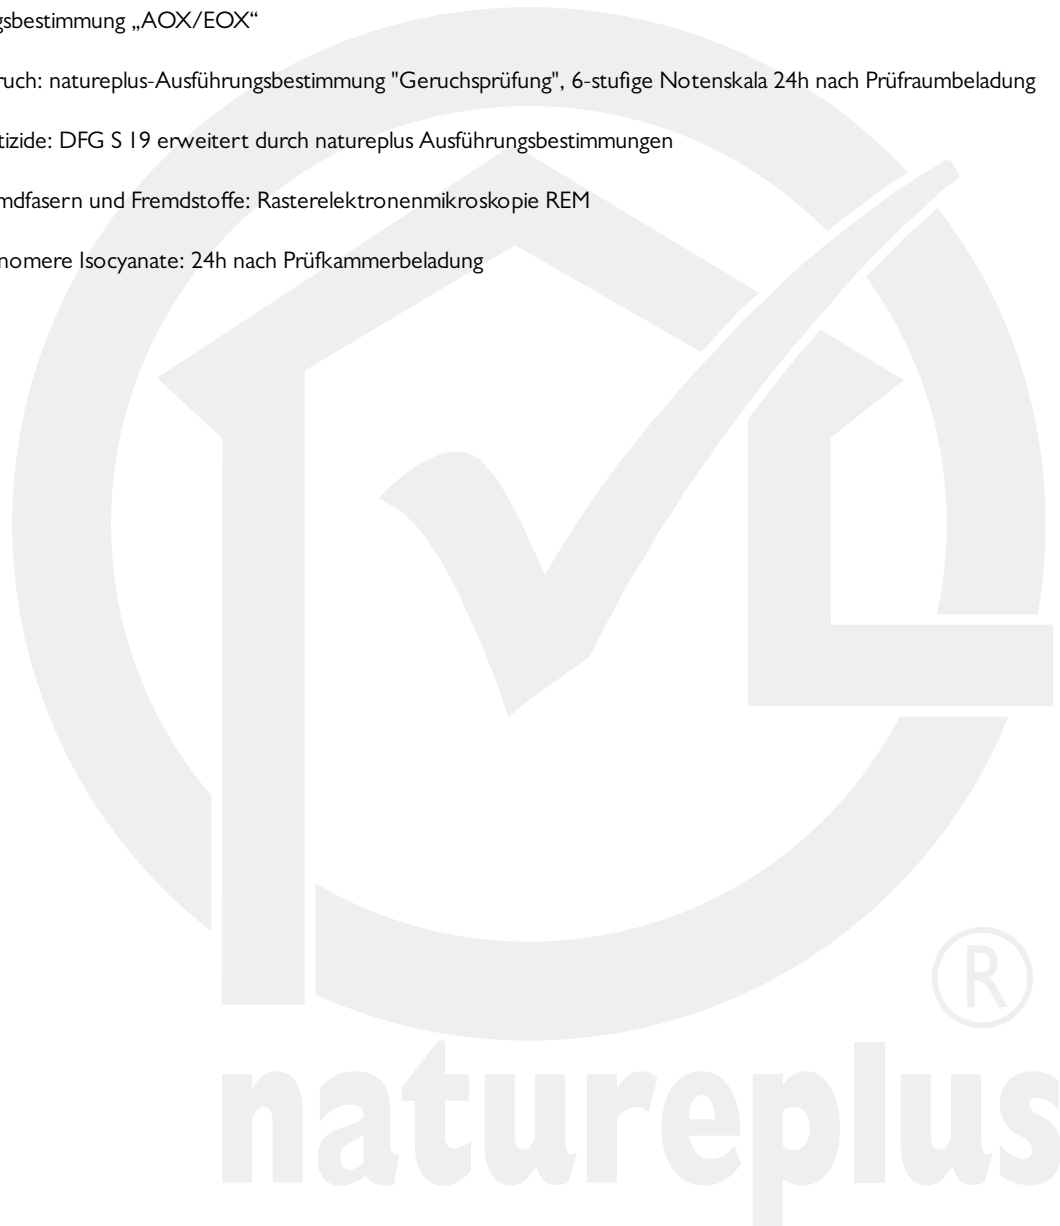 gsbestimmung „AOX/EOX“
ruch: natureplus-Ausführungsbestimmung "Geruchsprüfung", 6-stufige Notenskala 24h nach Prüfraumbeladung
tizide: DFG S 19 erweitert durch natureplus Ausführungsbestimmungen
mdfasern und Fremdstoffe: Rasterelektronenmikroskopie REM
nomere Isocyanate: 24h nach Prüfkammerbeladung
®
natureplus